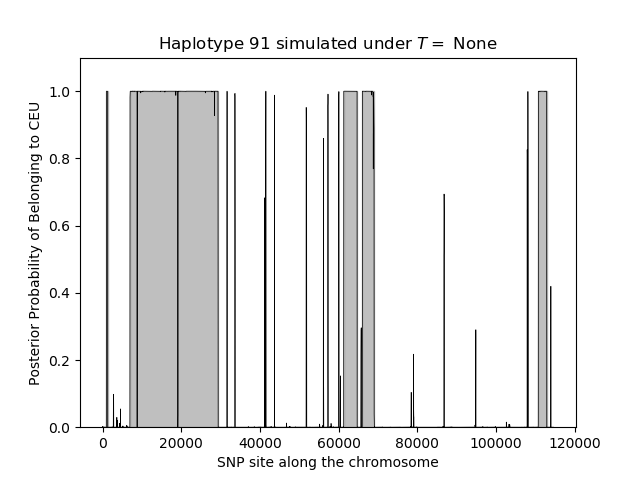 Haplotype 91 simulated under T = None
Posterior Probability of Belonging to CEU
1.0
0.8
0.6
0.4
0.2
0.0
0 20000 40000 60000 80000 100000 120000
SNP site along the chromosome